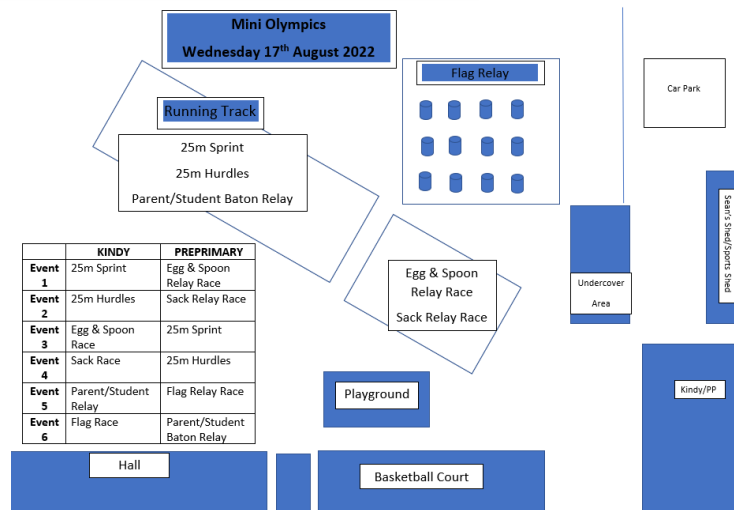 Mini Olympics
Wednesday 17th August 2022
Flag Relay
Car Park
Running Track
25m Sprint
25m Hurdles
Parent/Student Baton Relay
Sean's Shed/Sports Shed
Egg & Spoon
Relay Race
Sack Relay Race
Undercover
Area
KINDY PREPRIMARY
Event 25m Sprint Egg & Spoon
1 Relay Race
Event 25m Hurdles Sack Relay Race
2
Event Egg & Spoon 25m Sprint
3 Race
Event Sack Race 25m Hurdles
4
Event Parent/Student Flag Relay Race
5 Relay
Event Flag Race Parent/Student
6 Baton Relay
Playground
Kindy/PP
Hall
Basketball Court